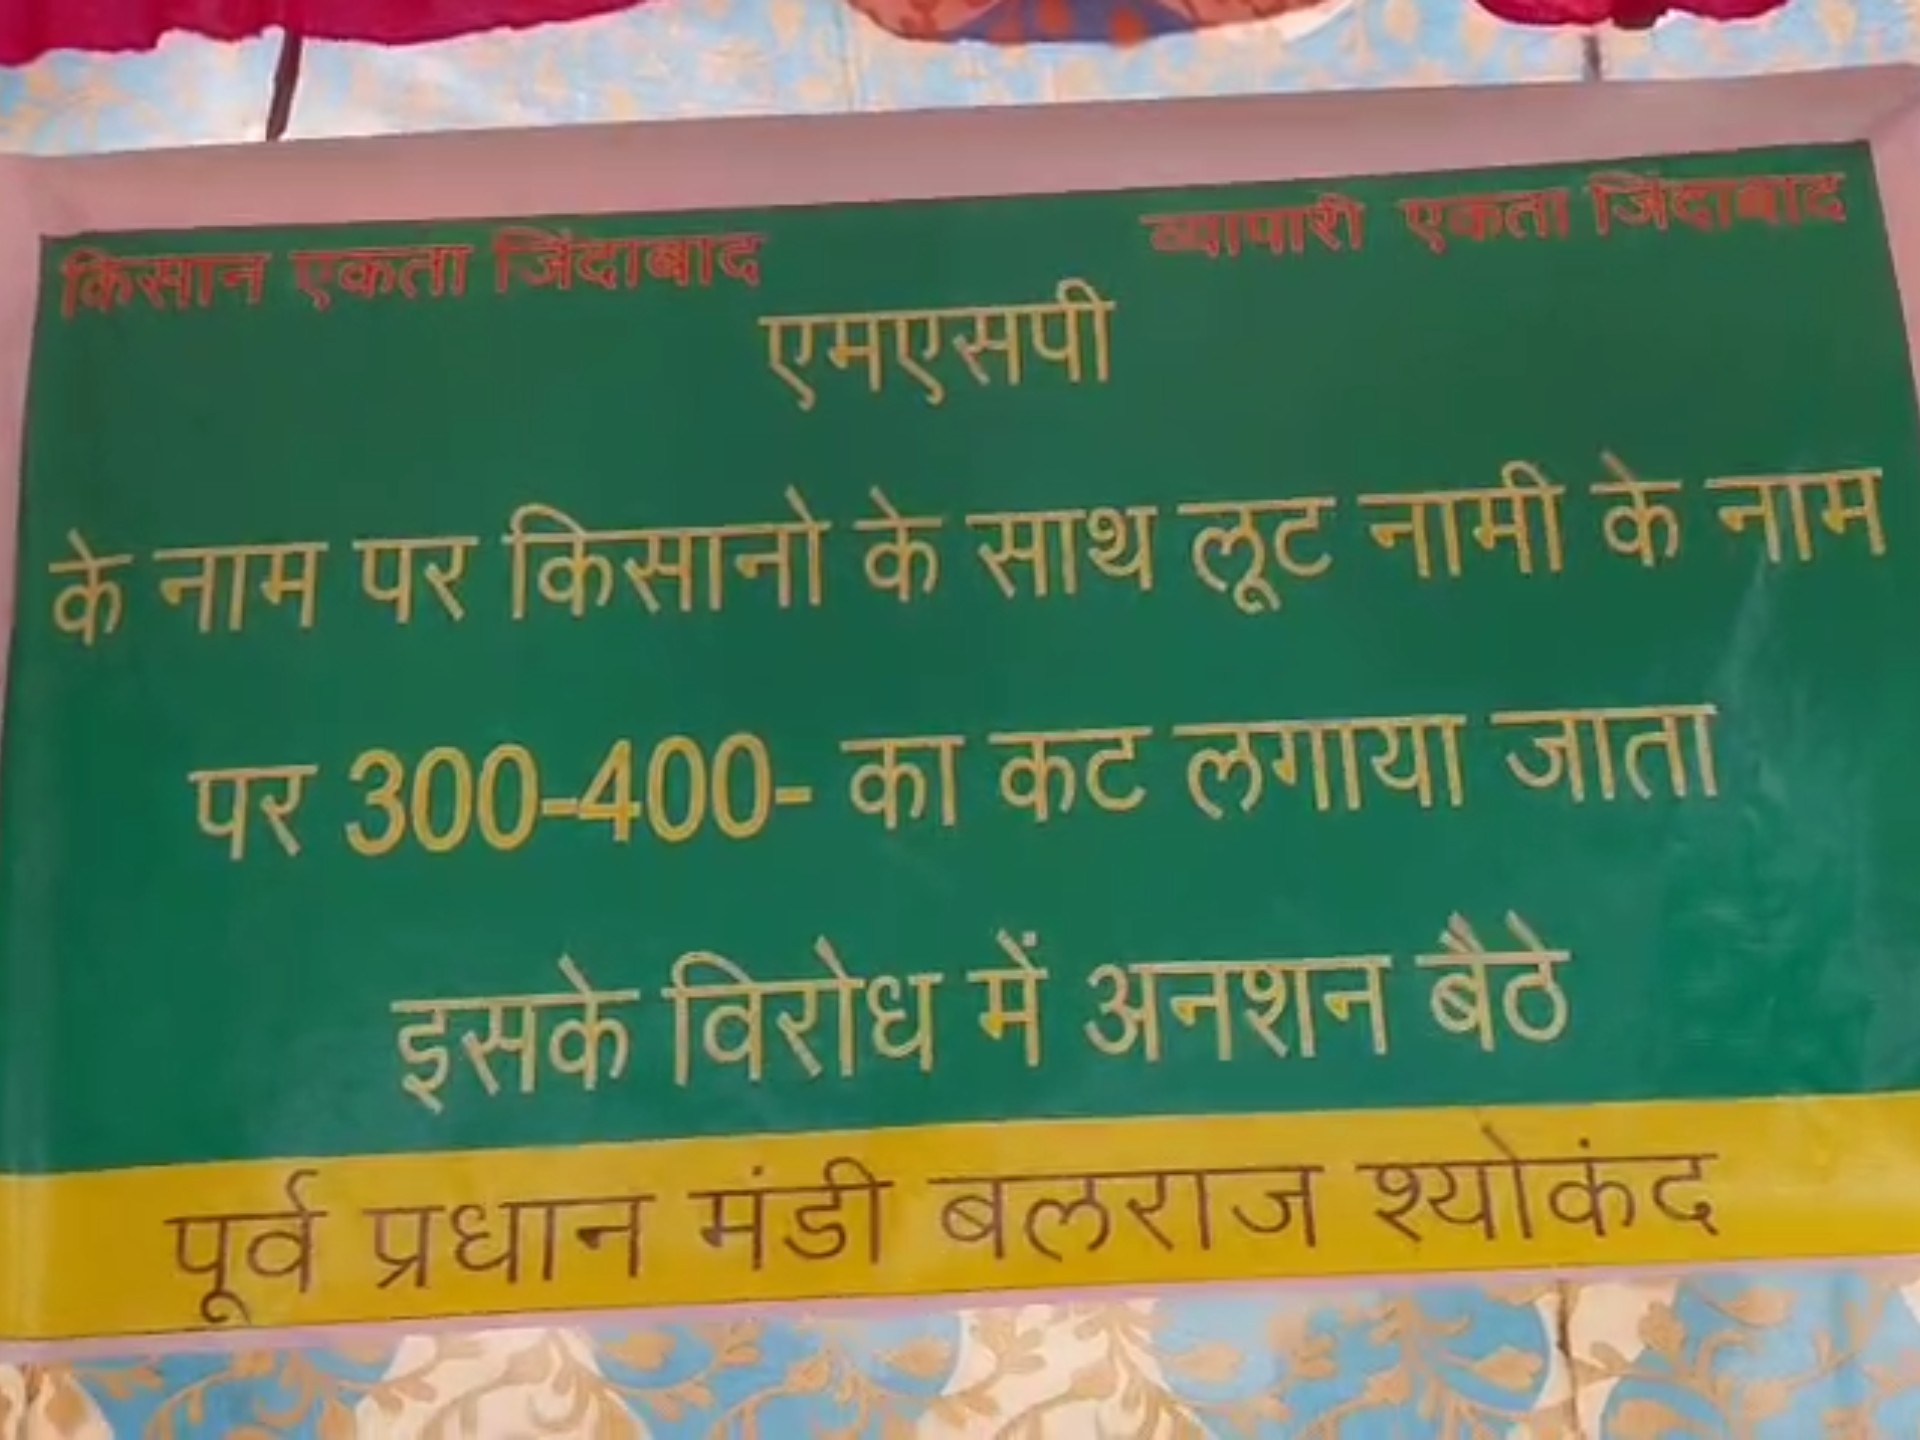 किसान एकता जिंदाबाद व्यापारी एकता जिंदाबाद
एमएसपी
के नाम पर किसानो के साथ लूट नामी के नाम
पर 300-400- का कट लगाया जाता
इसके विरोध में अनशन बैठे
पूर्व प्रधान मंडी बलराज श्योकंद